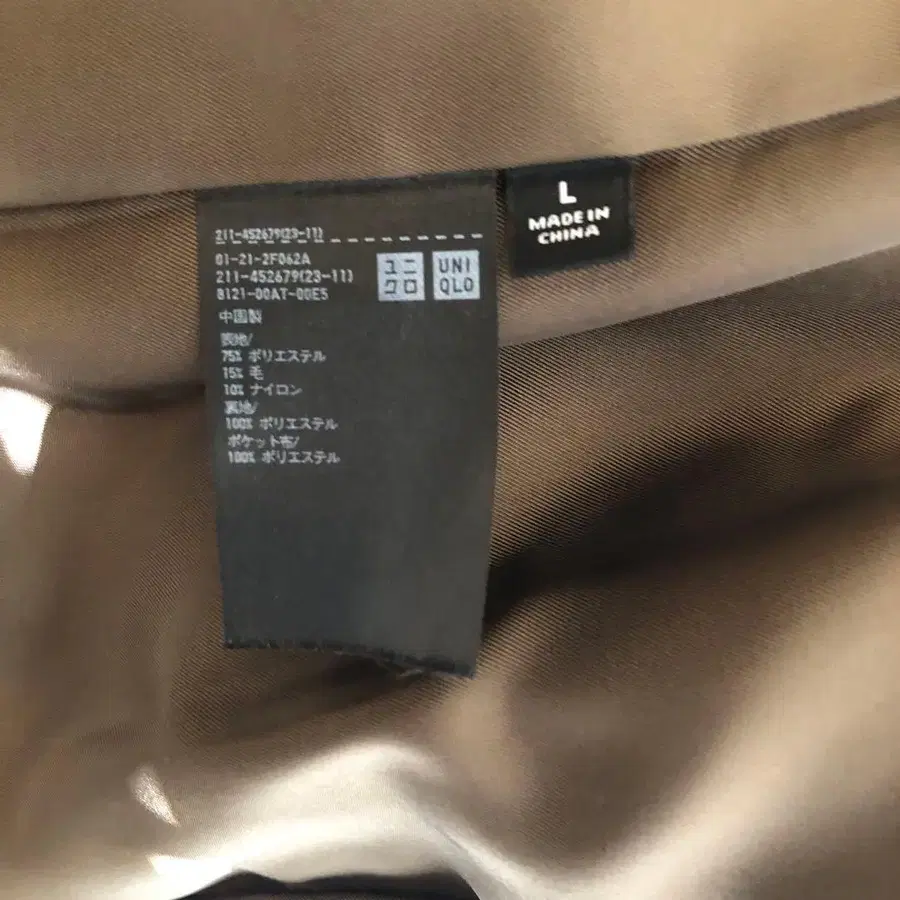 211-452679(23-11)
01-21-2F062A
211-452679(23-11)
8121-00AT-00E5
ユニ
クロ
UNI
QLO
中国製
表地/
75% ポリエステル
15% 毛
10% ナイロン
裏地/
100% ポリエステル
ポケット布/
100% ポリエステル
L
MADE IN
CHINA